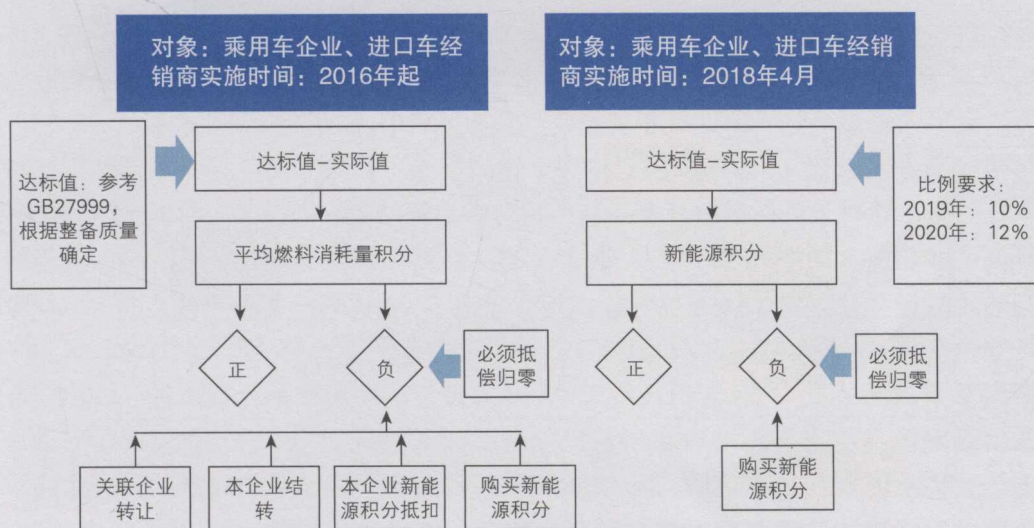 对象：乘用车企业、进口车经
销商实施时间：2016年起
对象：乘用车企业、进口车经销
商实施时间：2018年4月
达标值：参考
GB27999，
根据整备质量
确定
达标值-实际值
平均燃料消耗量积分
正
负
必须抵
偿归零
关联企业
转让
本企业结
转
本企业新能
源积分抵扣
购买新能
源积分
达标值-实际值
新能源积分
比例要求：
2019年：10%
2020年：12%
正
负
必须抵
偿归零
购买新能
源积分